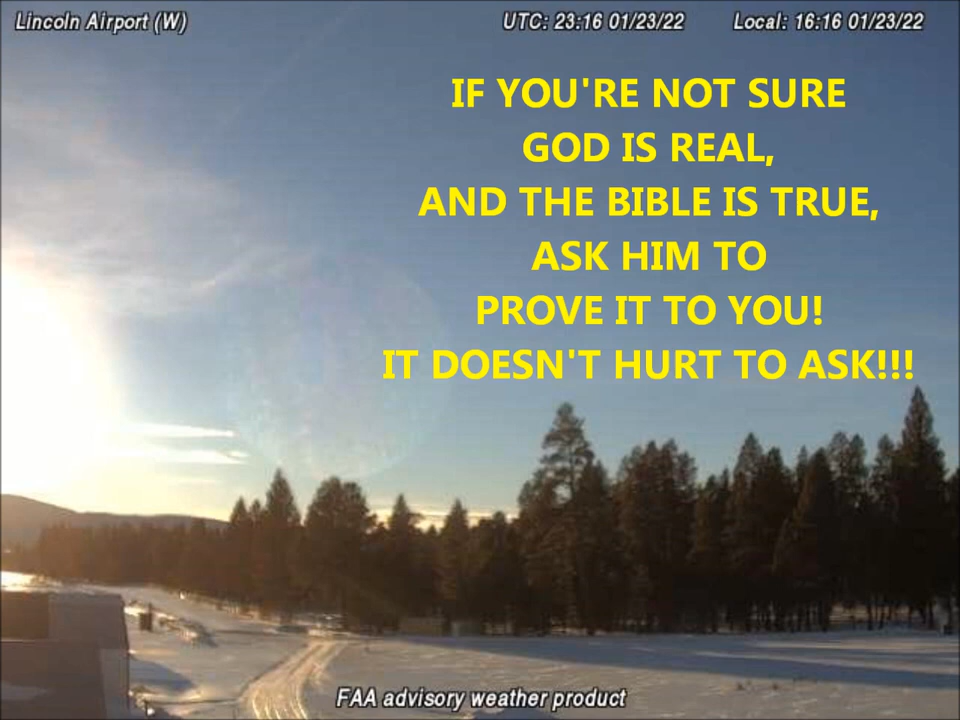 Lincoln Airport (W) UTC: 23:16 01/23/22 Local: 16:16 01/23/22
IF YOU'RE NOT SURE
GOD IS REAL,
AND THE BIBLE IS TRUE,
ASK HIM TO
PROVE IT TO YOU!
IT DOESN'T HURT TO ASK!!!
FAA advisory weather product